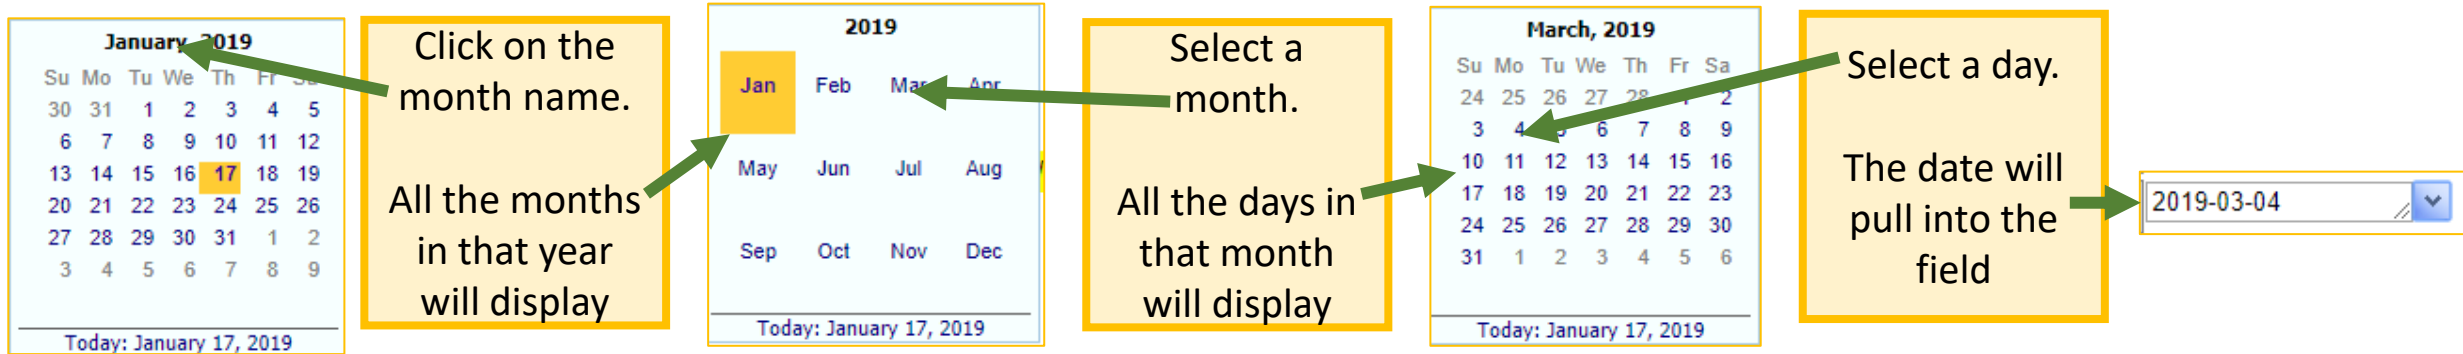 January, 2019
Su Mo Tu We Th Fr Sa
30 31 1 2 3 4 5
6 7 8 9 10 11 12
13 14 15 16 17 18 19
20 21 22 23 24 25 26
27 28 29 30 31 1 2
3 4 5 6 7 8 9
Today: January 17, 2019
Click on the
month name.
All the months
in that year
will display
2019
Jan Feb Mar Apr
May Jun Jul Aug
Sep Oct Nov Dec
Today: January 17, 2019
Select a
month.
All the days in
that month
will display
March, 2019
Su Mo Tu We Th Fr Sa
24 25 26 27 28 1 2
3 4 5 6 7 8 9
10 11 12 13 14 15 16
17 18 19 20 21 22 23
24 25 26 27 28 29 30
31 1 2 3 4 5 6
Today: January 17, 2019
Select a day.
The date will
pull into the
field
2019-03-04